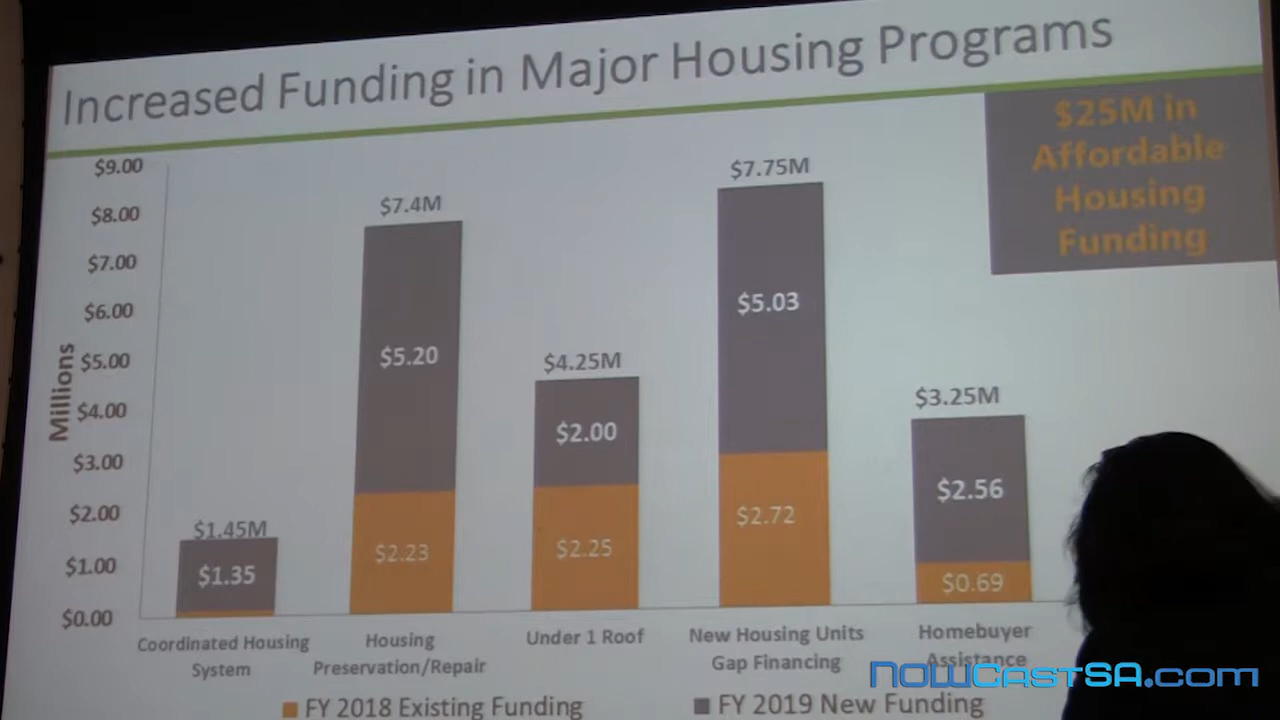 Increased Funding in Major Housing Programs
$25M in
Affordable
Housing
Funding
Millions
$9.00
$8.00
$7.00
$6.00
$5.00
$4.00
$3.00
$2.00
$1.00
$0.00
$1.45M
$1.35
$7.4M
$5.20
$2.23
$4.25M
$2.00
$2.25
$7.75M
$5.03
$2.72
$3.25M
$2.56
$0.69
Coordinated Housing
System
Housing
Preservation/Repair
Under 1 Roof
New Housing Units
Gap Financing
Homebuyer
Assistance
FY 2018 Existing Funding
FY 2019 New Funding
NOWCastSA.com